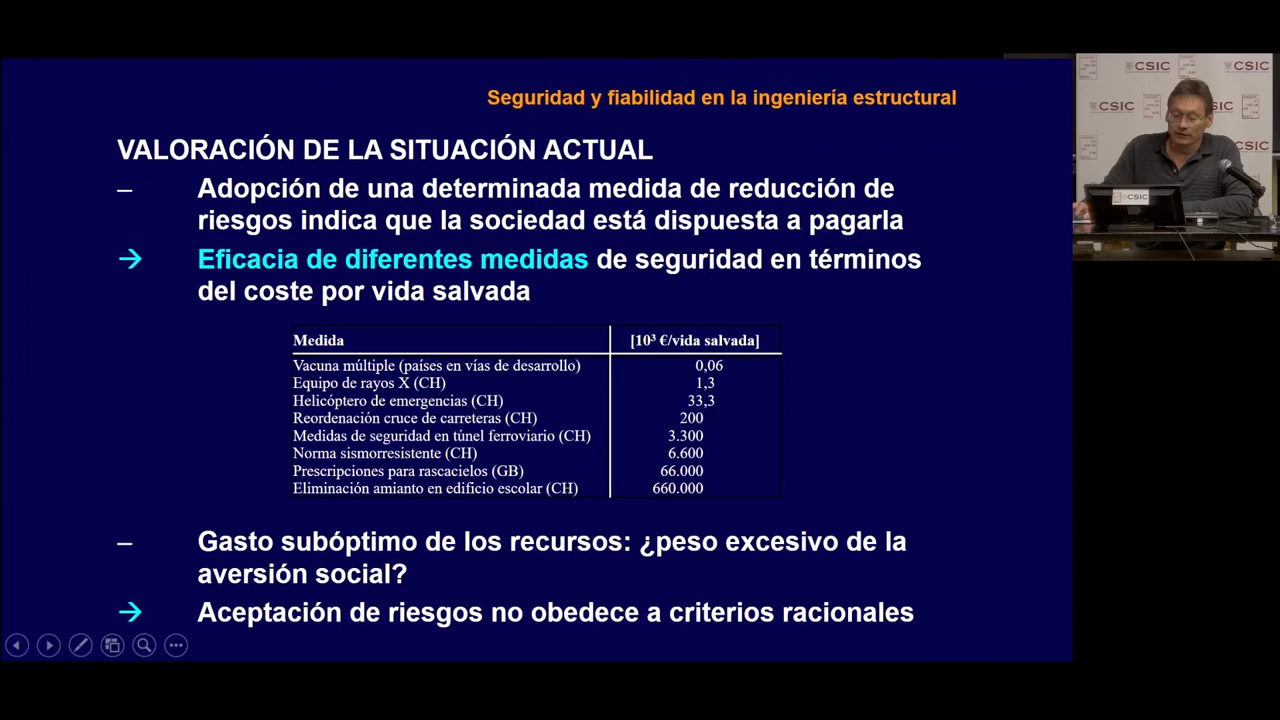 Seguridad y fiabilidad en la ingeniería estructural
VALORACIÓN DE LA SITUACIÓN ACTUAL
– Adopción de una determinada medida de reducción de
riesgos indica que la sociedad está dispuesta a pagarla
→ Eficacia de diferentes medidas de seguridad en términos
del coste por vida salvada
Medida [10³ €/vida salvada]
Vacuna múltiple (países en vías de desarrollo) 0,06
Equipo de rayos X (CH) 1,3
Helicóptero de emergencias (CH) 33,3
Reordenación cruce de carreteras (CH) 200
Medidas de seguridad en túnel ferroviario (CH) 3.300
Norma sismorresistente (CH) 6.600
Prescripciones para rascacielos (GB) 66.000
Eliminación amianto en edificio escolar (CH) 660.000
– Gasto subóptimo de los recursos: ¿peso excesivo de la
aversión social?
→ Aceptación de riesgos no obedece a criterios racionales
CSIC
CSIC
CSIC
CSIC
CSIC
CSIC